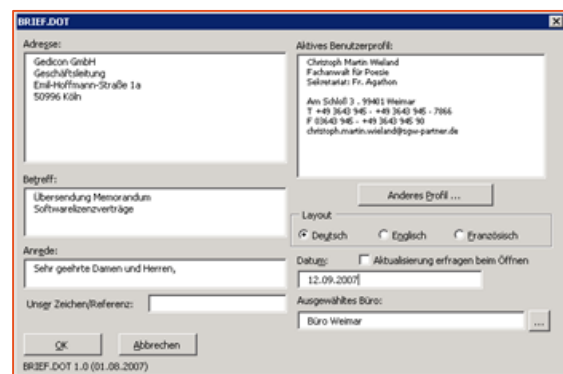 BRIEF.DOT
Adresse:
Gedicon GmbH
Geschäftsleitung
Emil-Hoffmann-Straße 1a
50996 Köln
Betreff:
Übersendung Memorandum
Softwarelizenzverträge
Anrede:
Sehr geehrte Damen und Herren,
Unser Zeichen/Referenz:
OK
Abbrechen
BRIEF.DOT 1.0 (01.08.2007)
Aktives Benutzerprofil:
Christoph Martin Wieland
Fachanwalt für Poesie
Sekretariat: Fr. Agathon
Am Schloß 3 . 99401 Weimar
T +49 3643 945 - +49 3643 945 - 7866
F 03643 945 - +49 3643 945 90
christoph.martin.wieland@sgw-partner.de
Anderes Profil ...
Layout
Deutsch
Englisch
Französisch
Datum:
Aktualisierung erfragen beim Öffnen
12.09.2007
Ausgewähltes Büro:
Büro Weimar
...